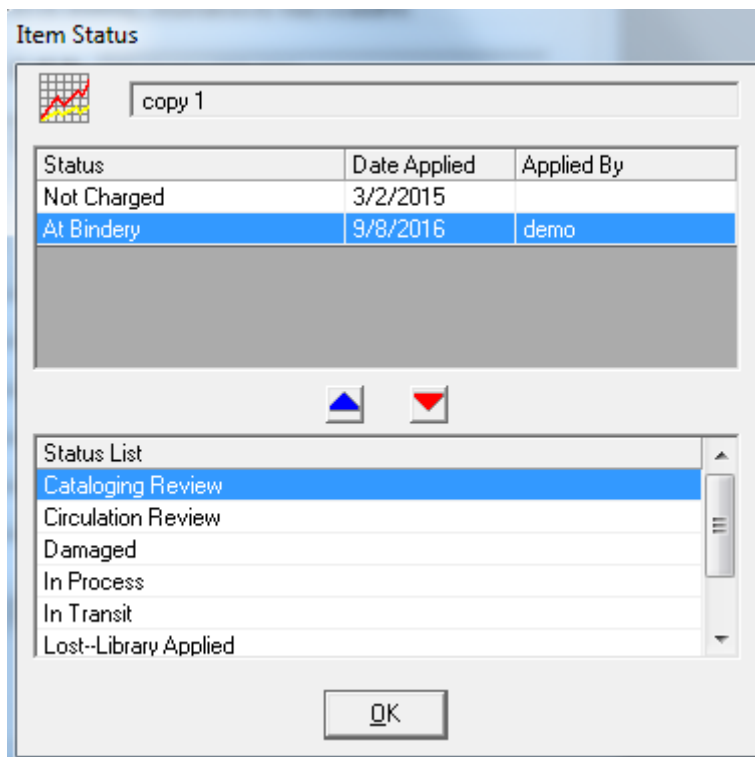 Item Status
copy 1
Status Date Applied Applied By
Not Charged 3/2/2015
At Bindery 9/8/2016 demo
Status List
Cataloging Review
Circulation Review
Damaged
In Process
In Transit
Lost--Library Applied
OK